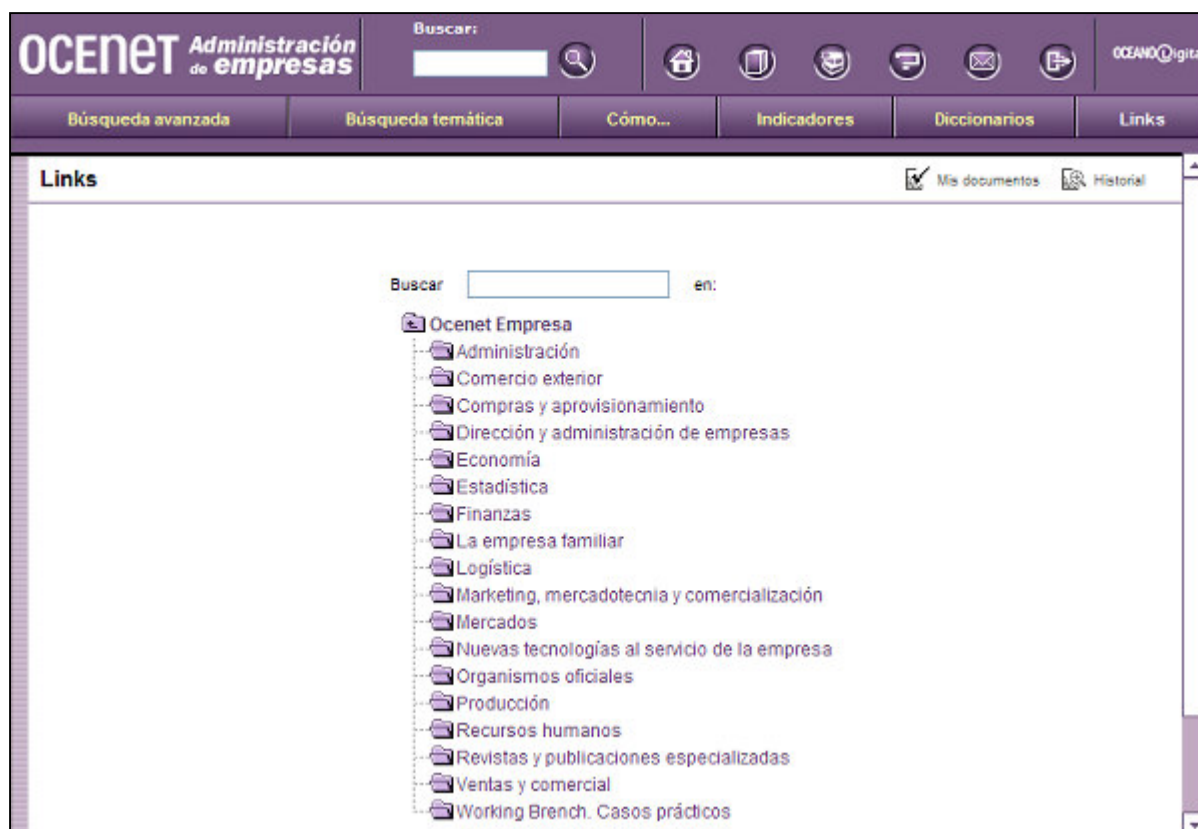 OCENET Administración de empresas
Buscar:
OCEANO Digita
Búsqueda avanzada Búsqueda temática Cómo... Indicadores Diccionarios Links
Links Mis documentos Historial
Buscar en:
Ocenet Empresa
Administración
Comercio exterior
Compras y aprovisionamiento
Dirección y administración de empresas
Economía
Estadística
Finanzas
La empresa familiar
Logística
Marketing, mercadotecnia y comercialización
Mercados
Nuevas tecnologías al servicio de la empresa
Organismos oficiales
Producción
Recursos humanos
Revistas y publicaciones especializadas
Ventas y comercial
Working Brench. Casos prácticos